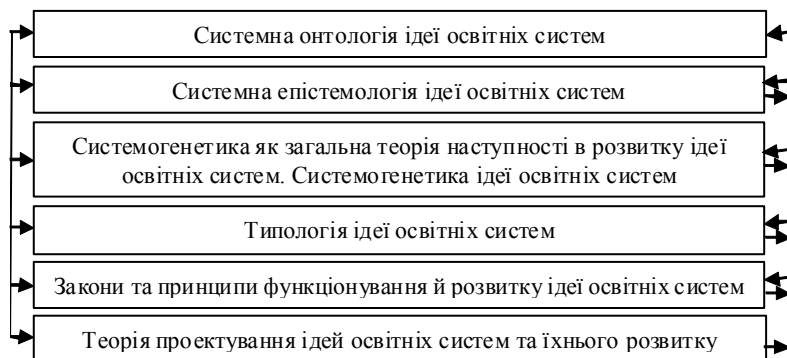 Системна онтологія ідеї освітніх систем
Системна епістемологія ідеї освітніх систем
Системогенетика як загальна теорія наступності в розвитку ідеї
освітніх систем. Системогенетика ідеї освітніх систем
Типологія ідеї освітніх систем
Закони та принципи функціонування й розвитку ідеї освітніх систем
Теорія проектування ідей освітніх систем та їхнього розвитку